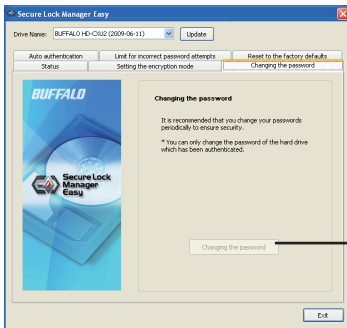 Secure Lock Manager Easy
Drive Name: BUFFALO HD-CXU2 (2009-06-11) Update
Auto authentication Limit for incorrect password attempts Reset to the factory defaults
Status Setting the encryption mode Changing the password
BUFFALO
Changing the password
It is recommended that you change your passwords
periodically to ensure security.
* You can only change the password of the hard drive
which has been authenticated.
Secure Lock
Manager
Easy
Changing the password
Exit